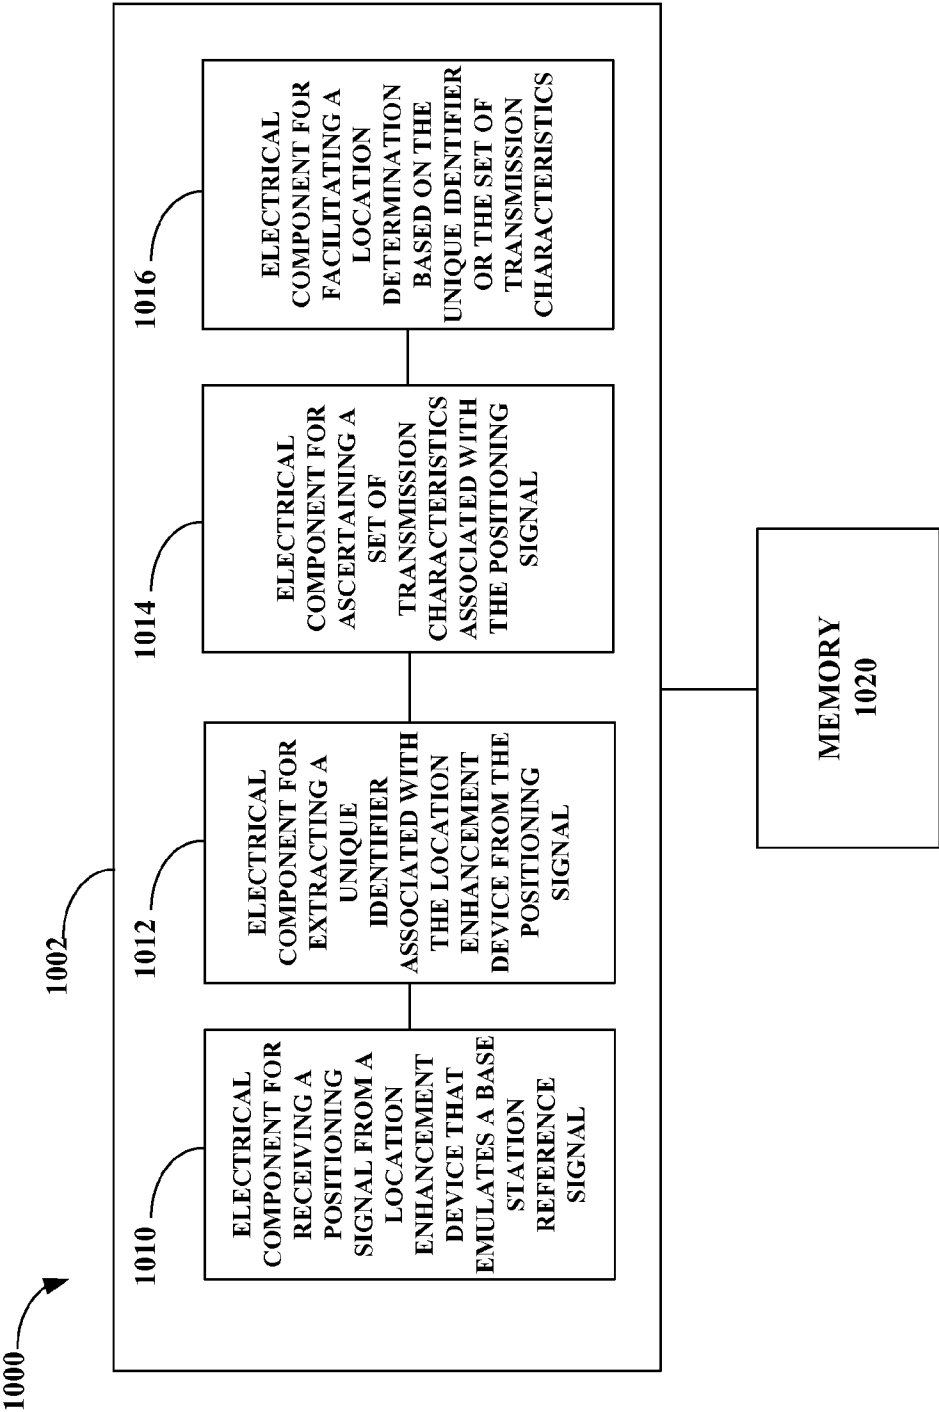 1000
1002
1010
ELECTRICAL
COMPONENT FOR
RECEIVING A
POSITIONING
SIGNAL FROM A
LOCATION
ENHANCEMENT
DEVICE THAT
EMULATES A BASE
STATION
REFERENCE
SIGNAL
1012
ELECTRICAL
COMPONENT FOR
EXTRACTING A
UNIQUE
IDENTIFIER
ASSOCIATED WITH
THE LOCATION
ENHANCEMENT
DEVICE FROM THE
POSITIONING
SIGNAL
1014
ELECTRICAL
COMPONENT FOR
ASCERTAINING A
SET OF
TRANSMISSION
CHARACTERISTICS
ASSOCIATED WITH
THE POSITIONING
SIGNAL
1016
ELECTRICAL
COMPONENT FOR
FACILITATING A
LOCATION
DETERMINATION
BASED ON THE
UNIQUE IDENTIFIER
OR THE SET OF
TRANSMISSION
CHARACTERISTICS
MEMORY
1020